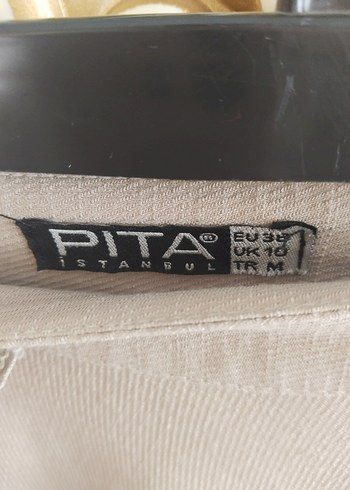 PITA®
ISTANBUL
EU 38
UK 10
TR M